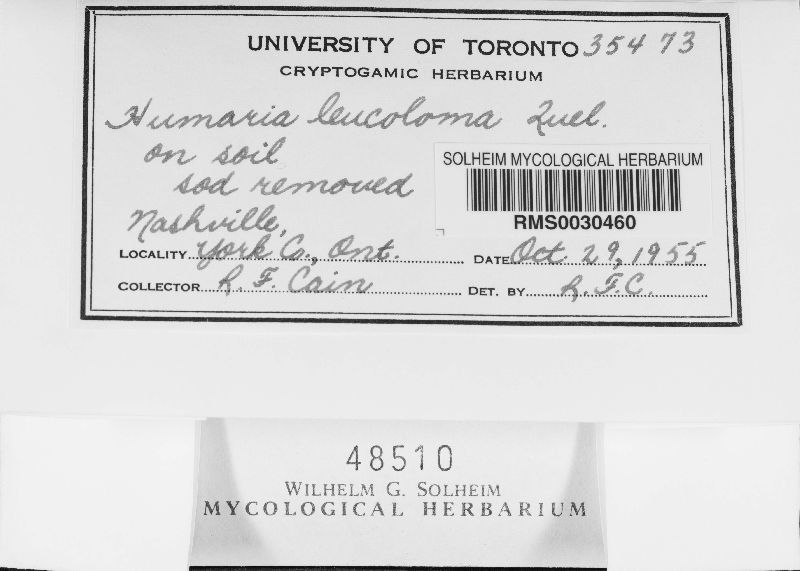 UNIVERSITY OF TORONTO 35473
CRYPTOGAMIC HERBARIUM
Humaria leucoloma Quel.
on soil
sod removed
SOLHEIM MYCOLOGICAL HERBARIUM
RMS0030460
Nashville,
LOCALITY York Co., Ont. DATE Oct 29, 1955
COLLECTOR R. F. Cain DET. BY R.F.C.
48510
WILHELM G. SOLHEIM
MYCOLOGICAL HERBARIUM